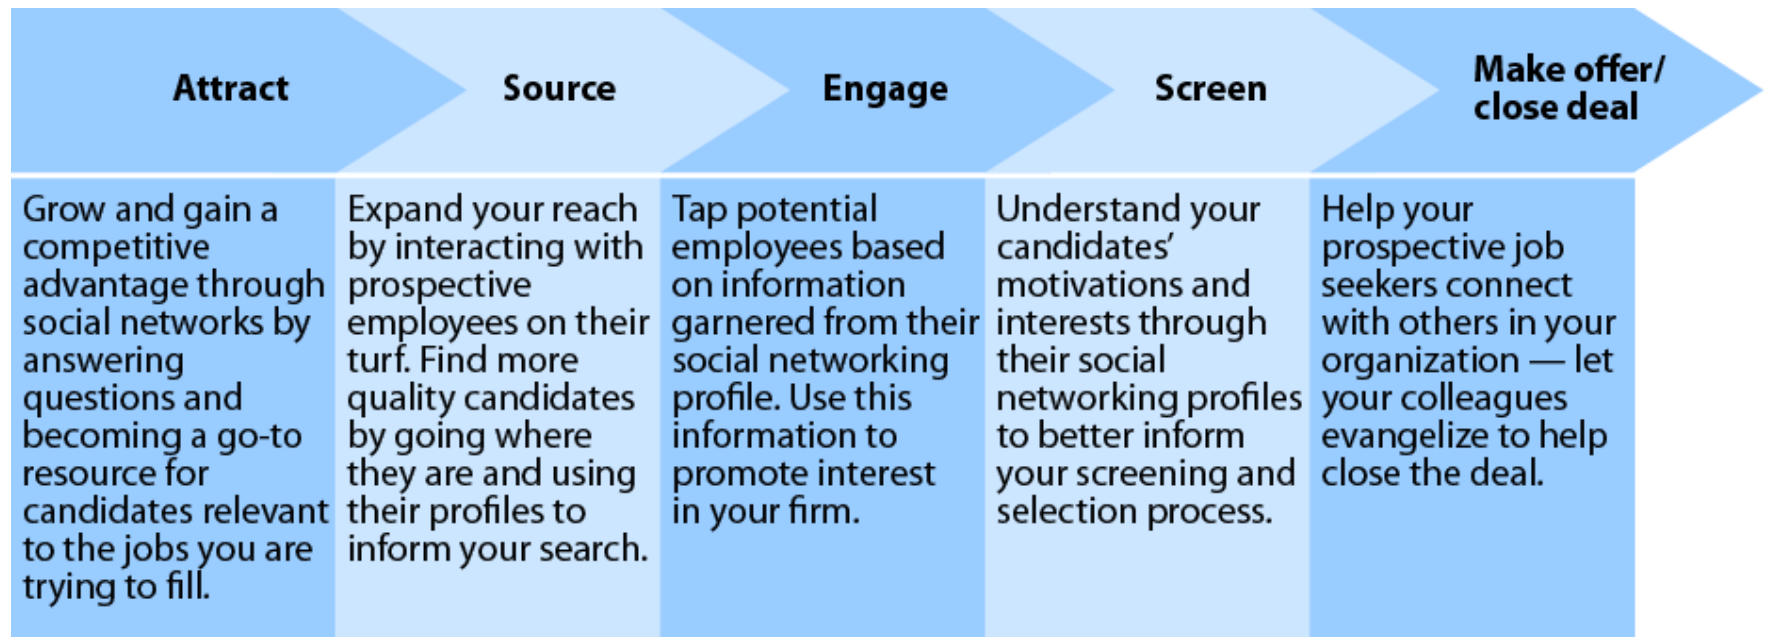 Attract
Source
Engage
Screen
Make offer/
close deal
Grow and gain a
competitive
advantage through
social networks by
answering
questions and
becoming a go-to
resource for
candidates relevant
to the jobs you are
trying to fill.
Expand your reach
by interacting with
prospective
employees on their
turf. Find more
quality candidates
by going where
they are and using
their profiles to
inform your search.
Tap potential
employees based
on information
garnered from their
social networking
profile. Use this
information to
promote interest
in your firm.
Understand your
candidates’
motivations and
interests through
their social
networking profiles
to better inform
your screening and
selection process.
Help your
prospective job
seekers connect
with others in your
organization — let
your colleagues
evangelize to help
close the deal.